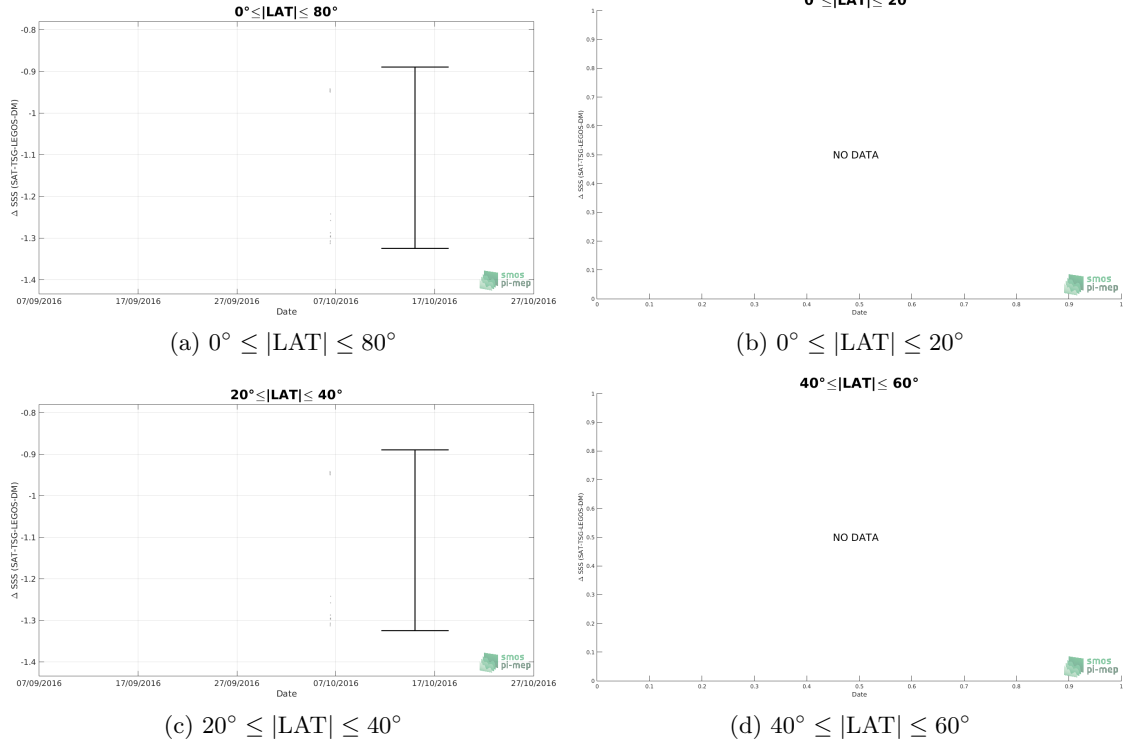 0°≤|LAT|≤ 80°
-0.8
-0.9
-1
-1.1
-1.2
-1.3
-1.4
Δ SSS (SAT-TSG-LEGOS-DM)
07/09/2016 17/09/2016 27/09/2016 07/10/2016 17/10/2016 27/10/2016
Date
smos
pi-mep
(a) 0° ≤ |LAT| ≤ 80°
0°≤|LAT|≤ 20°
1
0.9
0.8
0.7
0.6
0.5
0.4
0.3
0.2
0.1
0
Δ SSS (SAT-TSG-LEGOS-DM)
NO DATA
0 0.1 0.2 0.3 0.4 0.5 0.6 0.7 0.8 0.9 1
Date
smos
pi-mep
(b) 0° ≤ |LAT| ≤ 20°
20°≤|LAT|≤ 40°
-0.8
-0.9
-1
-1.1
-1.2
-1.3
-1.4
Δ SSS (SAT-TSG-LEGOS-DM)
07/09/2016 17/09/2016 27/09/2016 07/10/2016 17/10/2016 27/10/2016
Date
smos
pi-mep
(c) 20° ≤ |LAT| ≤ 40°
40°≤|LAT|≤ 60°
1
0.9
0.8
0.7
0.6
0.5
0.4
0.3
0.2
0.1
0
Δ SSS (SAT-TSG-LEGOS-DM)
NO DATA
0 0.1 0.2 0.3 0.4 0.5 0.6 0.7 0.8 0.9 1
Date
smos
pi-mep
(d) 40° ≤ |LAT| ≤ 60°